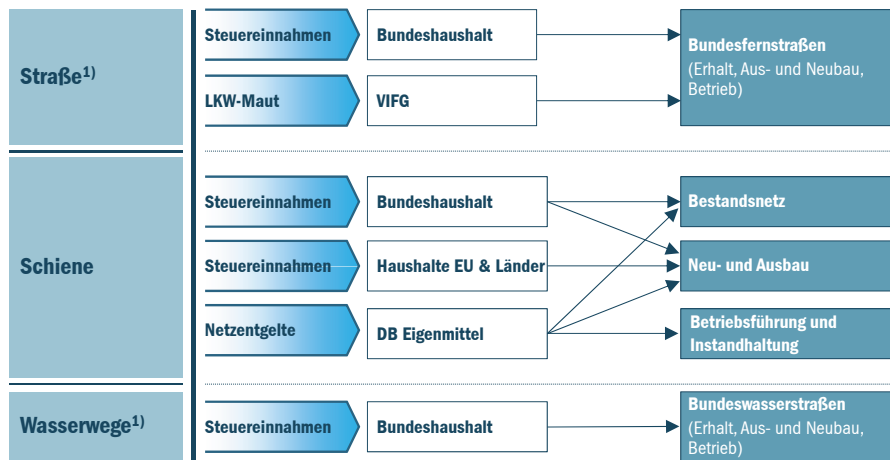 Straße1)
Steuereinnahmen
Bundeshaushalt
LKW-Maut
VIFG
Bundesfernstraßen
(Erhalt, Aus- und Neubau,
Betrieb)
Schiene
Steuereinnahmen
Bundeshaushalt
Bestandsnetz
Steuereinnahmen
Haushalte EU & Länder
Neu- und Ausbau
Netzentgelte
DB Eigenmittel
Betriebsführung und
Instandhaltung
Wasserwege1)
Steuereinnahmen
Bundeshaushalt
Bundeswasserstraßen
(Erhalt, Aus- und Neubau,
Betrieb)